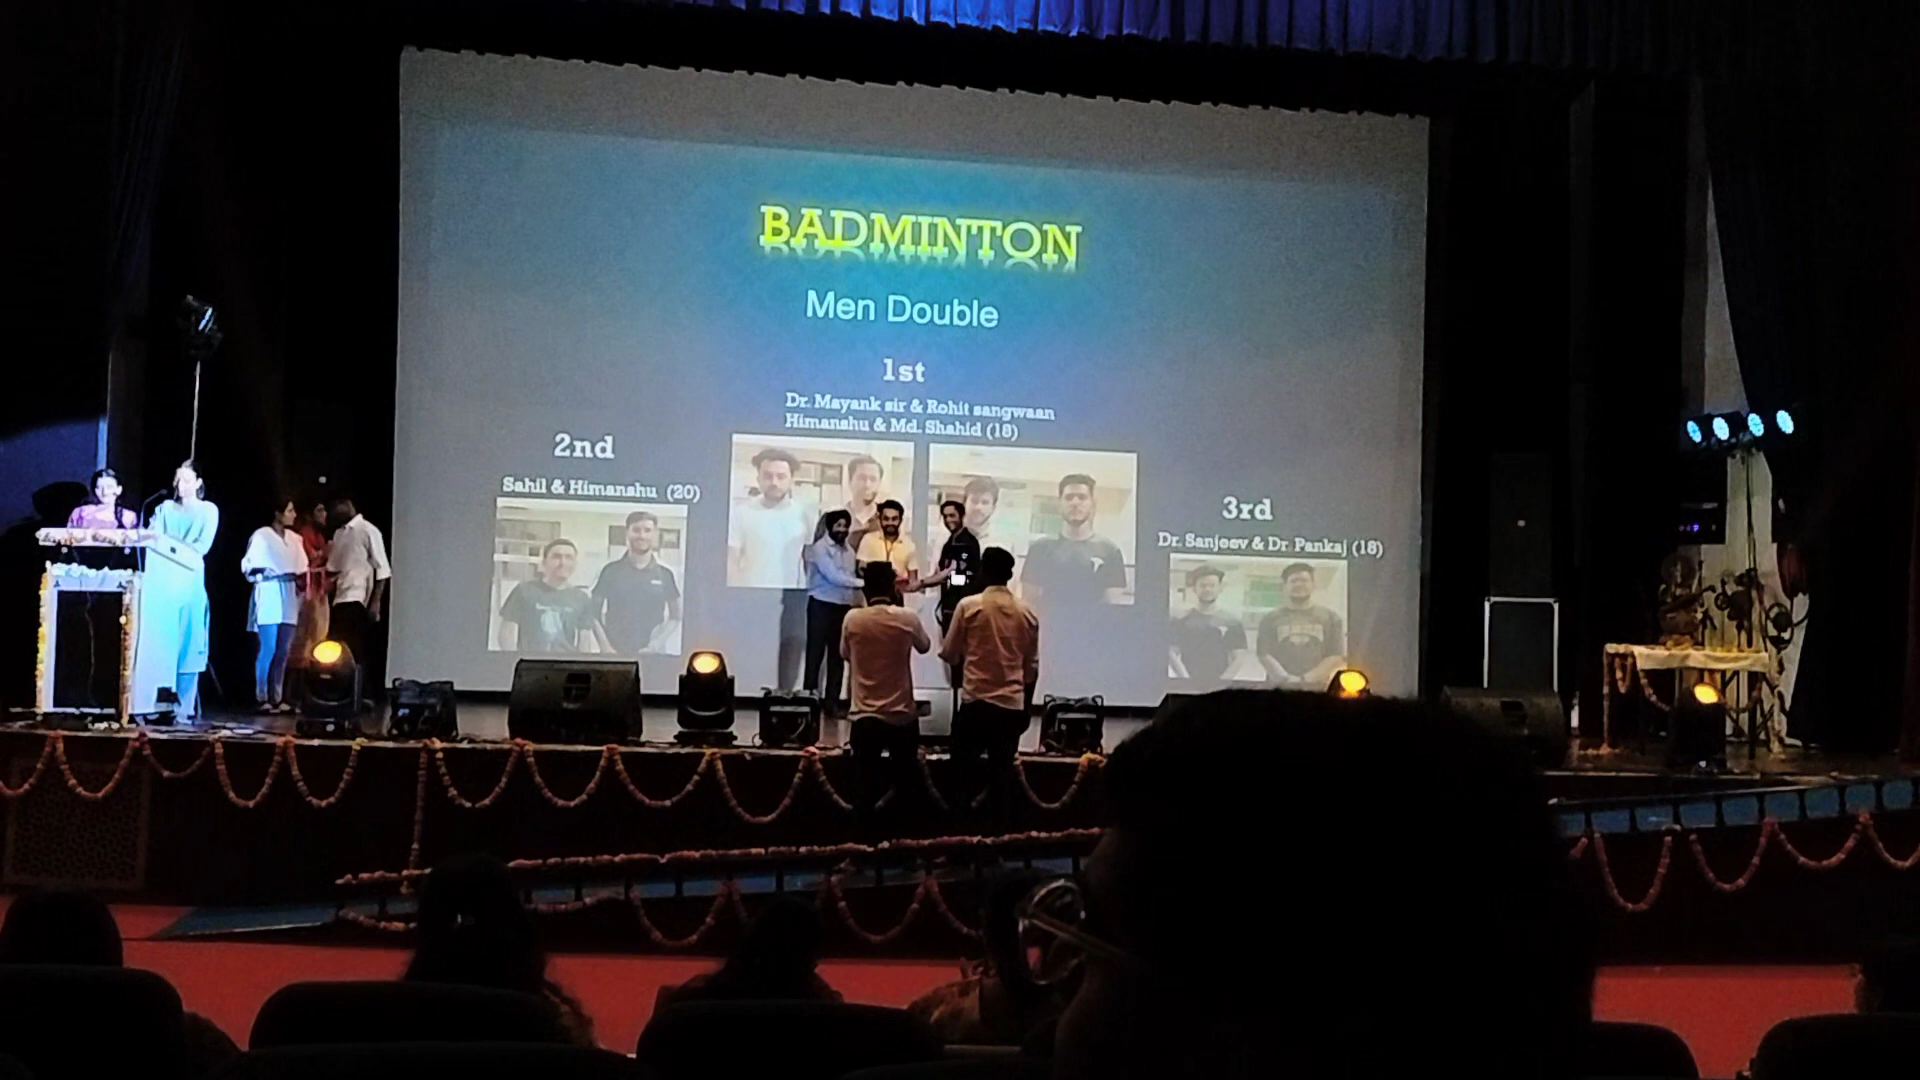 BADMINTON
Men Double
1st
Dr. Mayank sir & Rohit sangwaan
Himanshu & Md. Shahid (18)
2nd
Sahil & Himanshu (20)
3rd
Dr. Sanjeev & Dr. Pankaj (18)